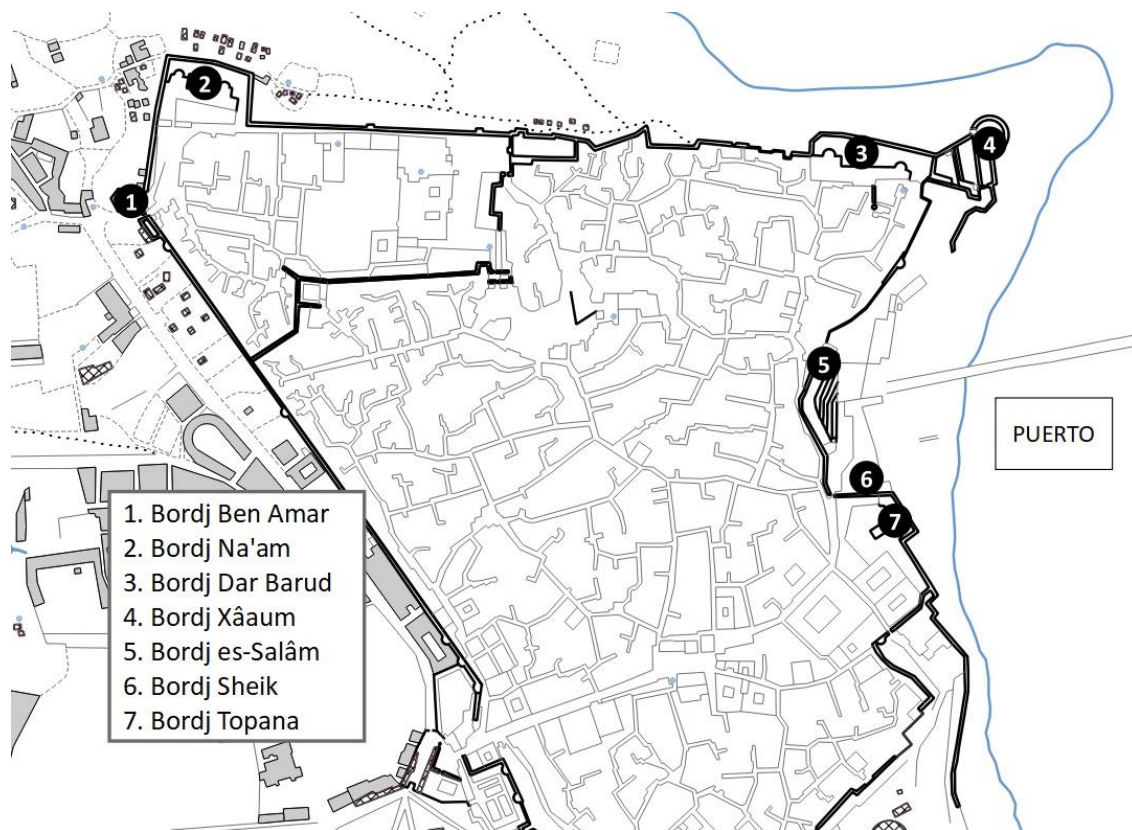 2
1
3
4
5
PUERTO
6
7
1. Bordj Ben Amar
2. Bordj Na'am
3. Bordj Dar Barud
4. Bordj Xâaum
5. Bordj es-Salâm
6. Bordj Sheik
7. Bordj Topana